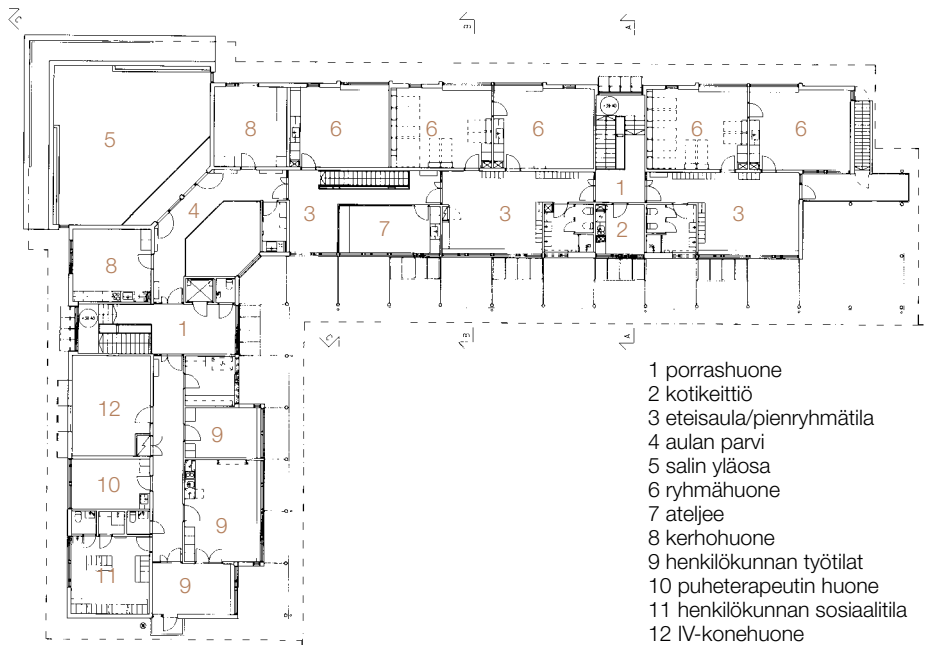 C B A
5 8 6 6 6 6 6
4 3 7 3 1 2 3
8
1
C B A
12
9
10
9
11
9
1 porrashuone
2 kotikeittiö
3 eteisaula/pienryhmätila
4 aulan parvi
5 salin yläosa
6 ryhmähuone
7 ateljee
8 kerhohuone
9 henkilökunnan työtilat
10 puheterapeutin huone
11 henkilökunnan sosiaalitila
12 IV-konehuone